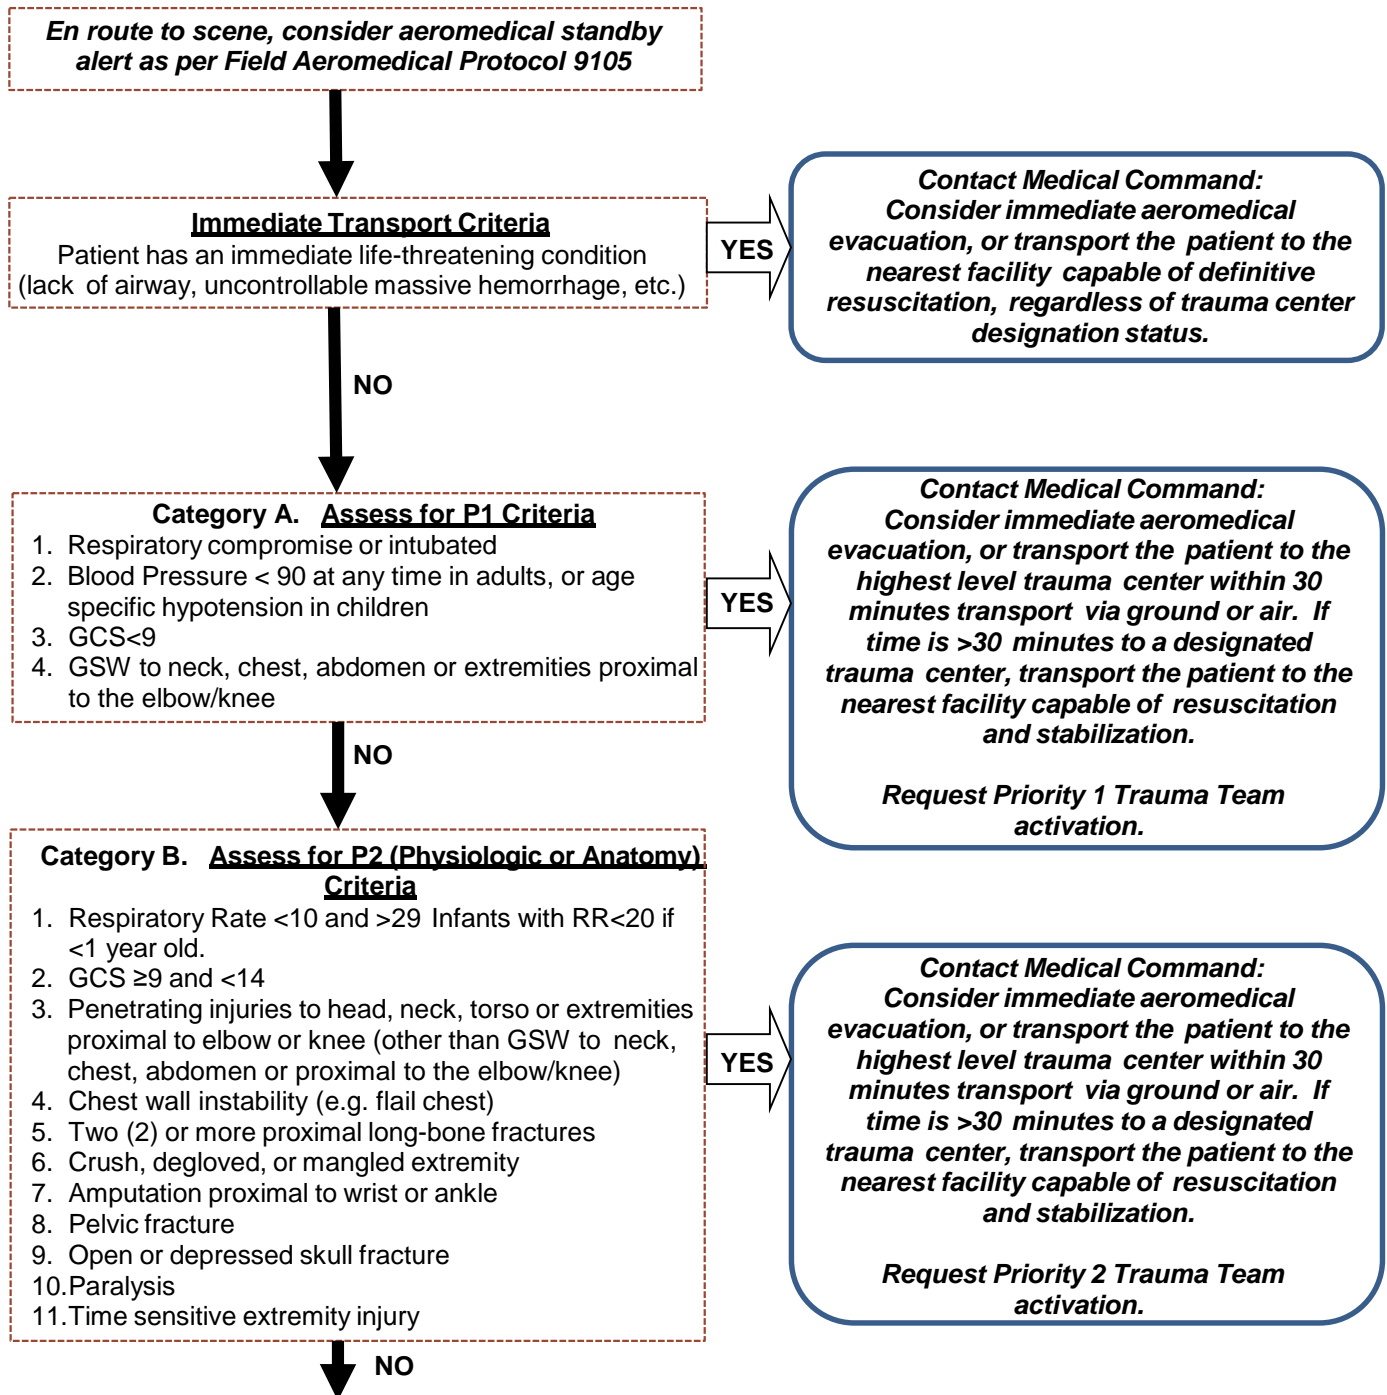 En route to scene, consider aeromedical standby
alert as per Field Aeromedical Protocol 9105
Immediate Transport Criteria
Patient has an immediate life-threatening condition
(lack of airway, uncontrollable massive hemorrhage, etc.)
YES
Contact Medical Command:
Consider immediate aeromedical
evacuation, or transport the patient to the
nearest facility capable of definitive
resuscitation, regardless of trauma center
designation status.
NO
Category A. Assess for P1 Criteria
1. Respiratory compromise or intubated
2. Blood Pressure < 90 at any time in adults, or age
specific hypotension in children
3. GCS<9
4. GSW to neck, chest, abdomen or extremities proximal
to the elbow/knee
YES
Contact Medical Command:
Consider immediate aeromedical
evacuation, or transport the patient to the
highest level trauma center within 30
minutes transport via ground or air. If
time is >30 minutes to a designated
trauma center, transport the patient to the
nearest facility capable of resuscitation
and stabilization.
Request Priority 1 Trauma Team
activation.
NO
Category B. Assess for P2 (Physiologic or Anatomy)
Criteria
1. Respiratory Rate <10 and >29 Infants with RR<20 if
<1 year old.
2. GCS ≥9 and <14
3. Penetrating injuries to head, neck, torso or extremities
proximal to elbow or knee (other than GSW to neck,
chest, abdomen or proximal to the elbow/knee)
4. Chest wall instability (e.g. flail chest)
5. Two (2) or more proximal long-bone fractures
6. Crush, degloved, or mangled extremity
7. Amputation proximal to wrist or ankle
8. Pelvic fracture
9. Open or depressed skull fracture
10.Paralysis
11.Time sensitive extremity injury
YES
Contact Medical Command:
Consider immediate aeromedical
evacuation, or transport the patient to the
highest level trauma center within 30
minutes transport via ground or air. If
time is >30 minutes to a designated
trauma center, transport the patient to the
nearest facility capable of resuscitation
and stabilization.
Request Priority 2 Trauma Team
activation.
NO